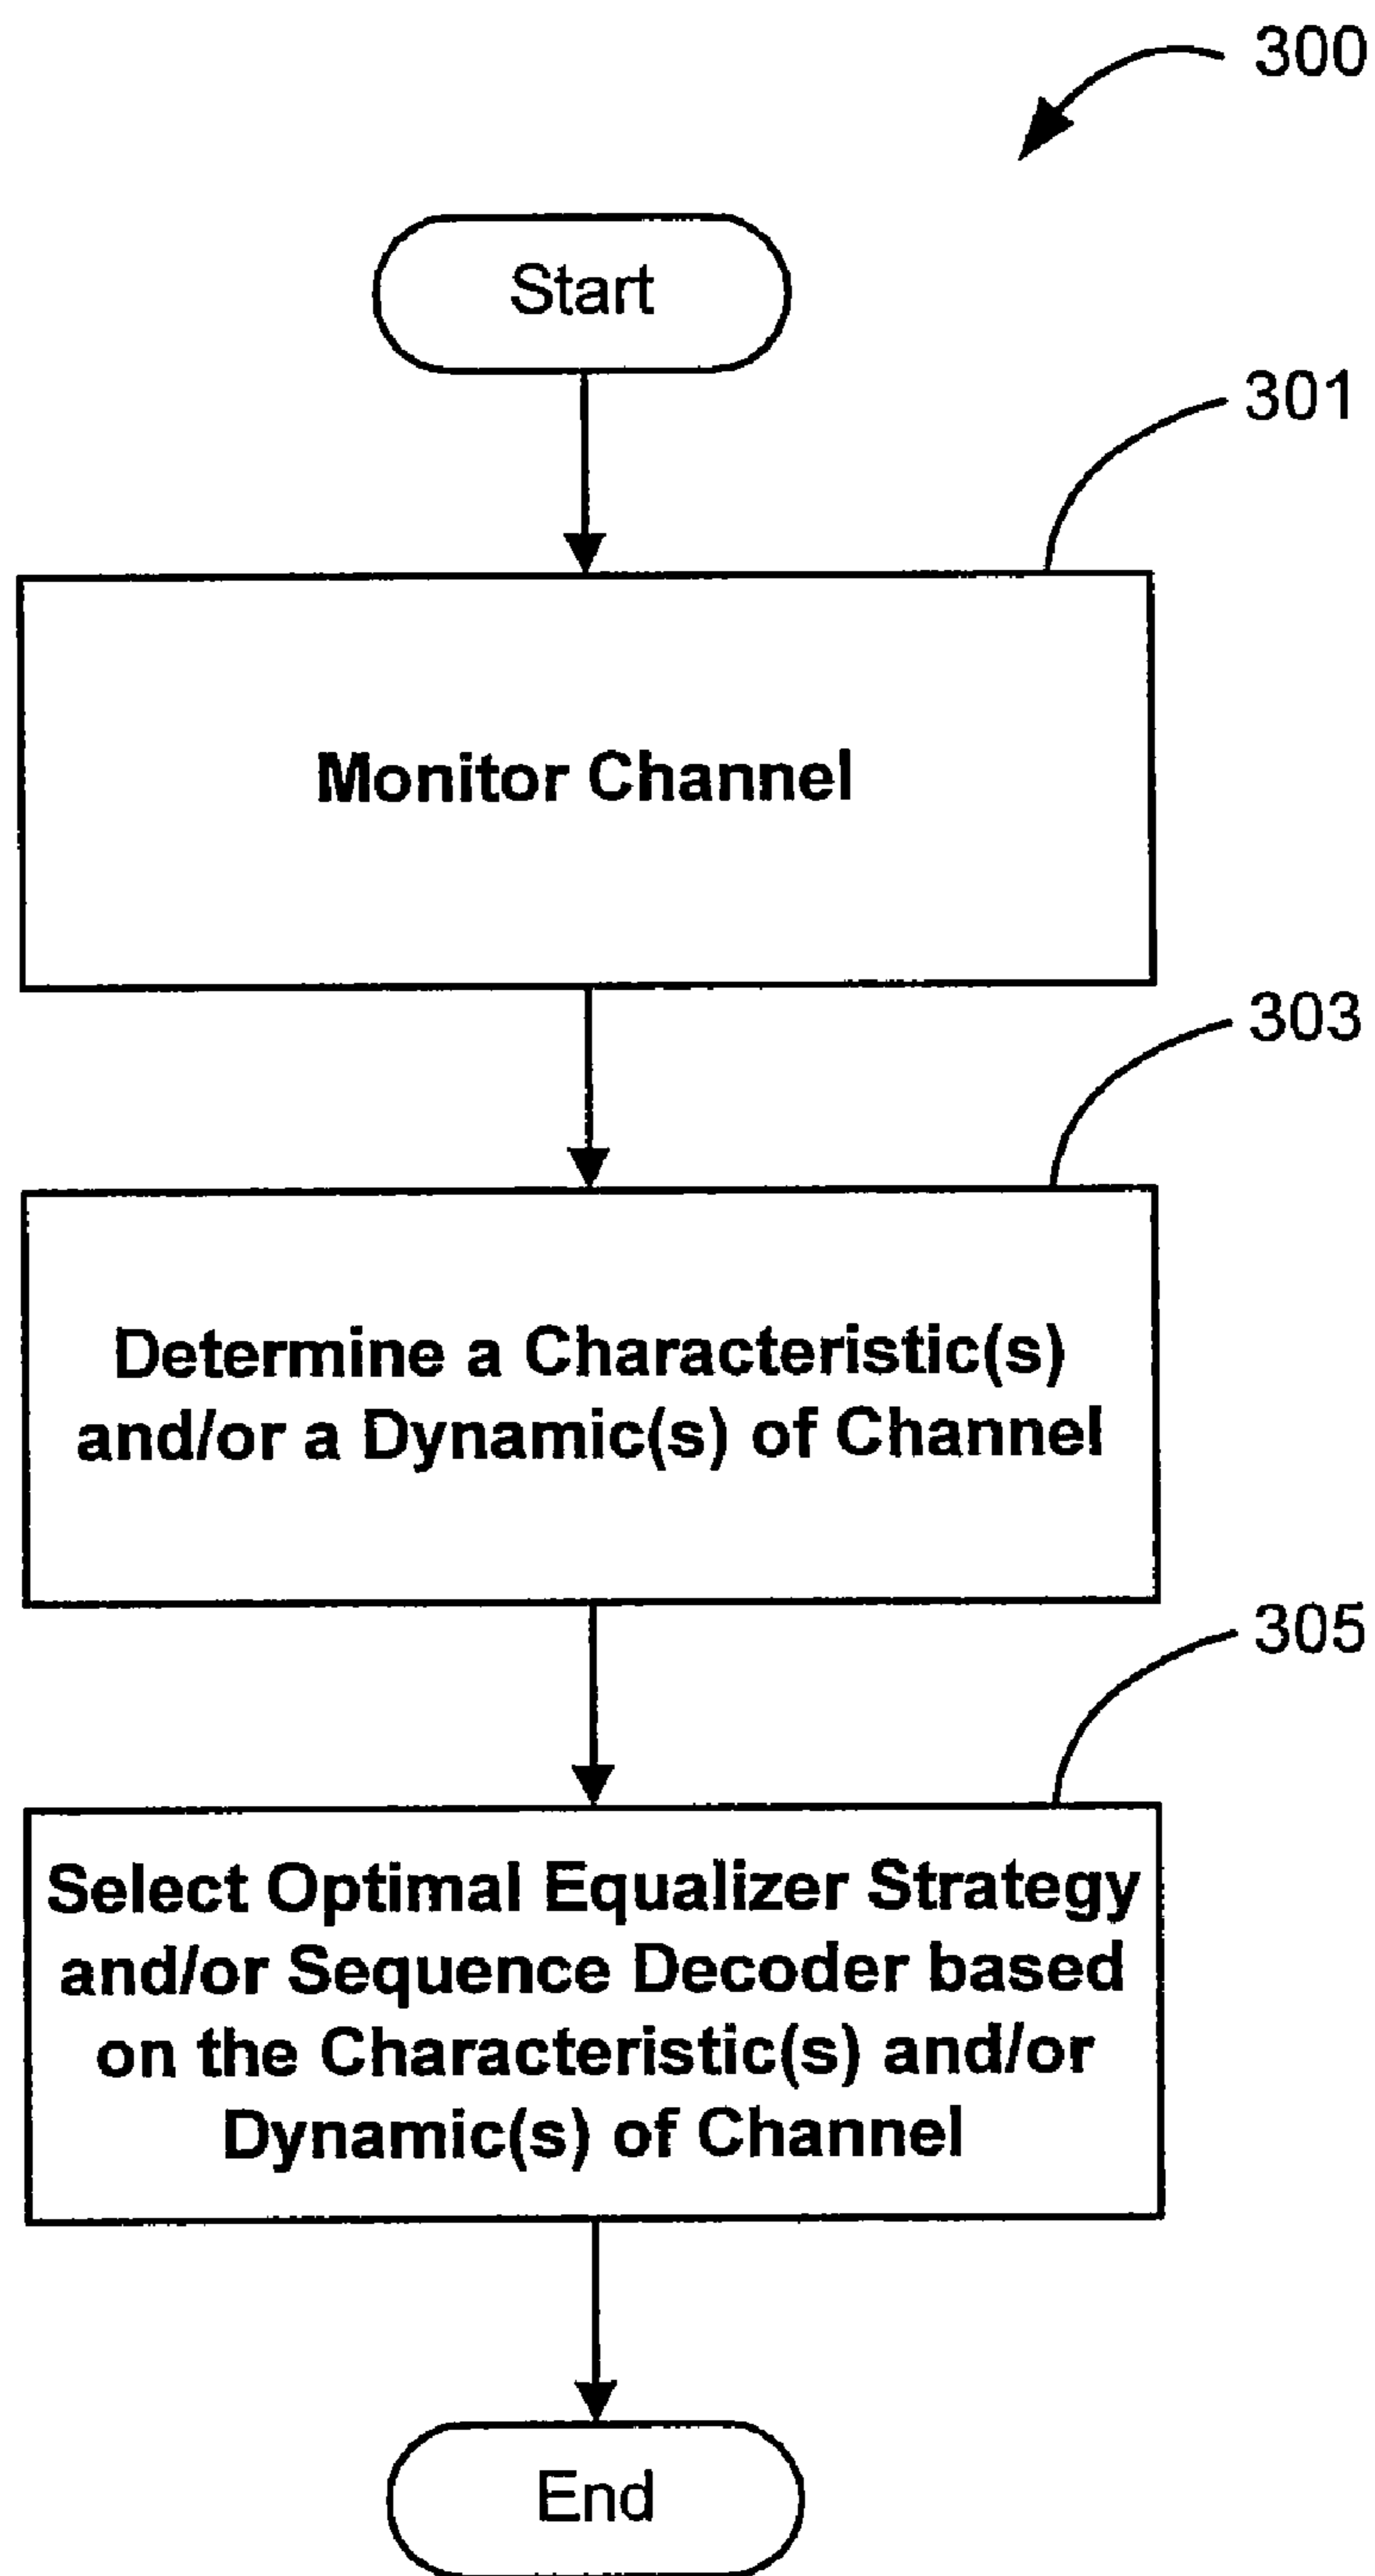 300
Start
301
Monitor Channel
303
Determine a Characteristic(s)
and/or a Dynamic(s) of Channel
305
Select Optimal Equalizer Strategy
and/or Sequence Decoder based
on the Characteristic(s) and/or
Dynamic(s) of Channel
End